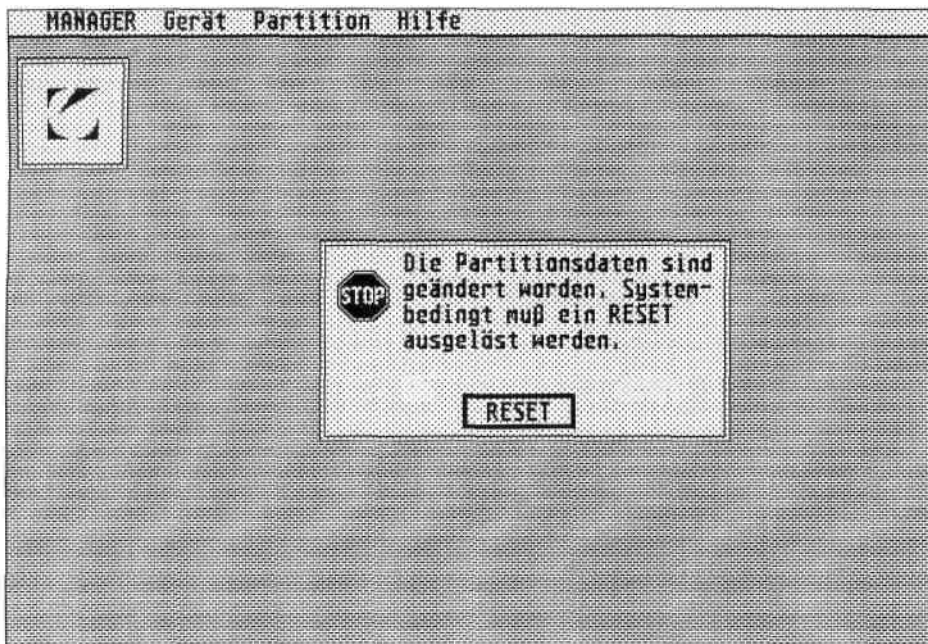 MANAGER Gerät Partition Hilfe
Die Partitionsdaten sind
STOP geändert worden. System-
bedingt muß ein RESET
ausgelöst werden.
RESET